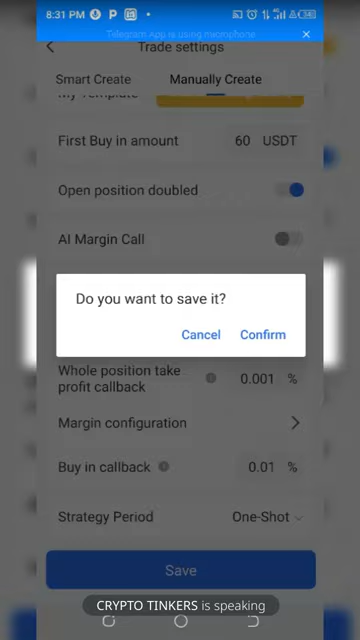 8:31 PM
Telegram App is using microphone
Trade settings
Smart Create
Manually Create
My Template
First Buy in amount
60 USDT
Open position doubled
AI Margin Call
Do you want to save it?
Cancel
Confirm
Whole position take
profit callback
0.001 %
Margin configuration
Buy in callback
0.01 %
Strategy Period
One-Shot
Save
CRYPTO TINKERS is speaking